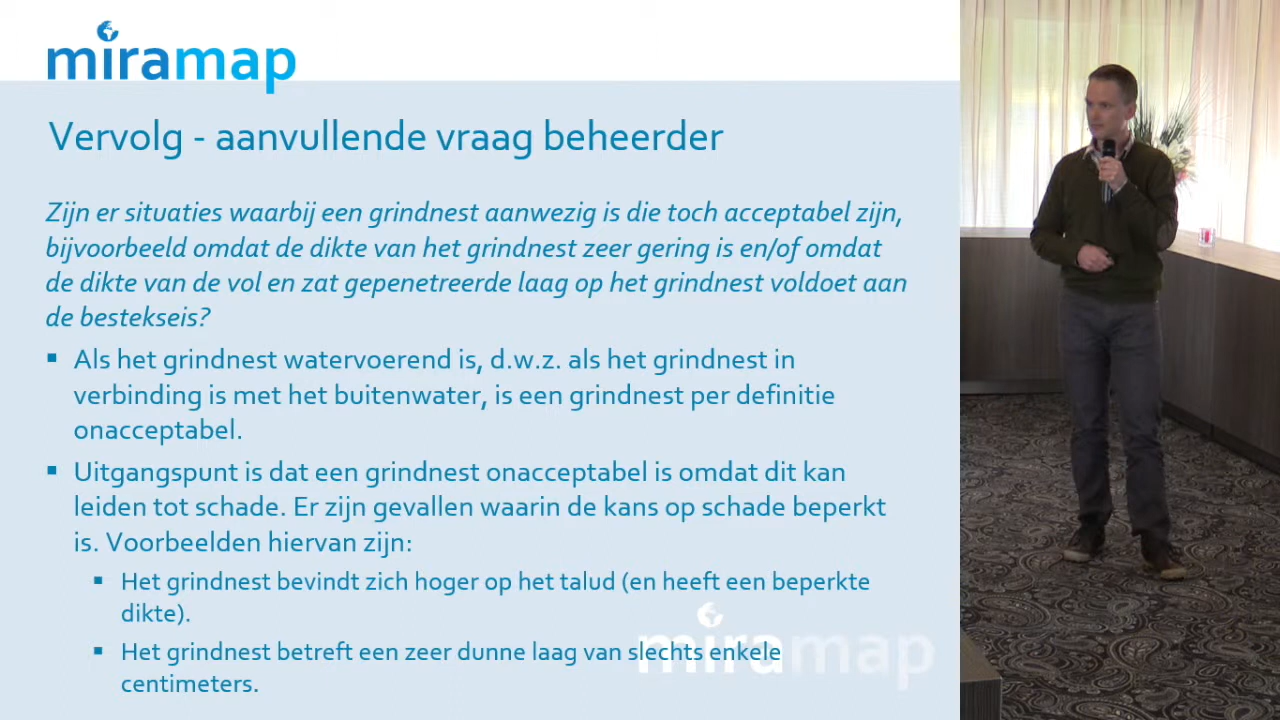 miramap
Vervolg - aanvullende vraag beheerder
Zijn er situaties waarbij een grindnest aanwezig is die toch acceptabel zijn,
bijvoorbeeld omdat de dikte van het grindnest zeer gering is en/of omdat
de dikte van de vol en zat gepenetreerde laag op het grindnest voldoet aan
de bestekseis?
▪ Als het grindnest watervoerend is, d.w.z. als het grindnest in
verbinding is met het buitenwater, is een grindnest per definitie
onacceptabel.
▪ Uitgangspunt is dat een grindnest onacceptabel is omdat dit kan
leiden tot schade. Er zijn gevallen waarin de kans op schade beperkt
is. Voorbeelden hiervan zijn:
▪ Het grindnest bevindt zich hoger op het talud (en heeft een beperkte
dikte).
▪ Het grindnest betreft een zeer dunne laag van slechts enkele
centimeters.
miramap